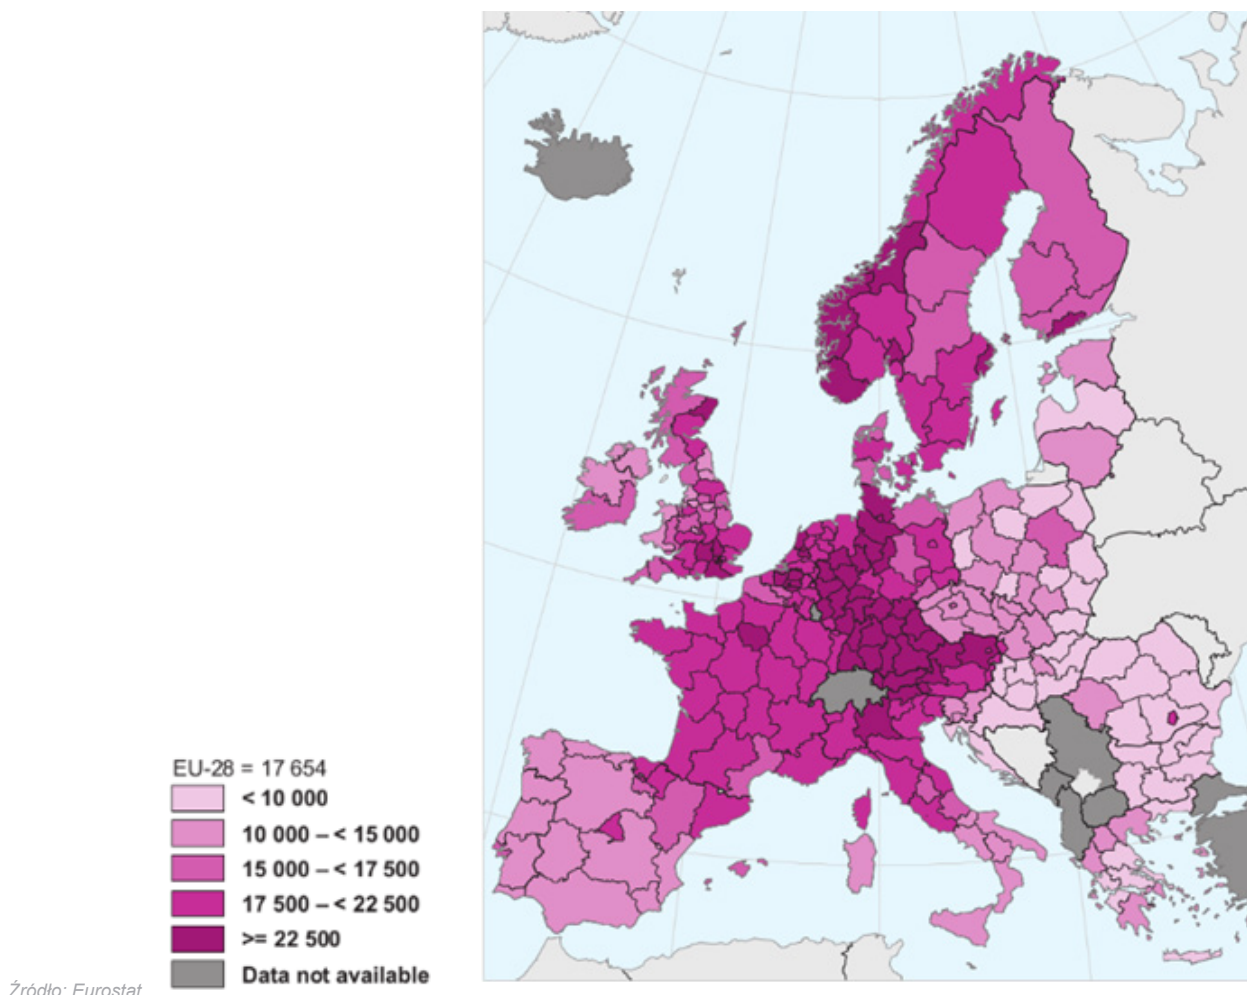 EU-28 = 17 654
< 10 000
10 000 – < 15 000
15 000 – < 17 500
17 500 – < 22 500
>= 22 500
Data not available
Źródło: Eurostat